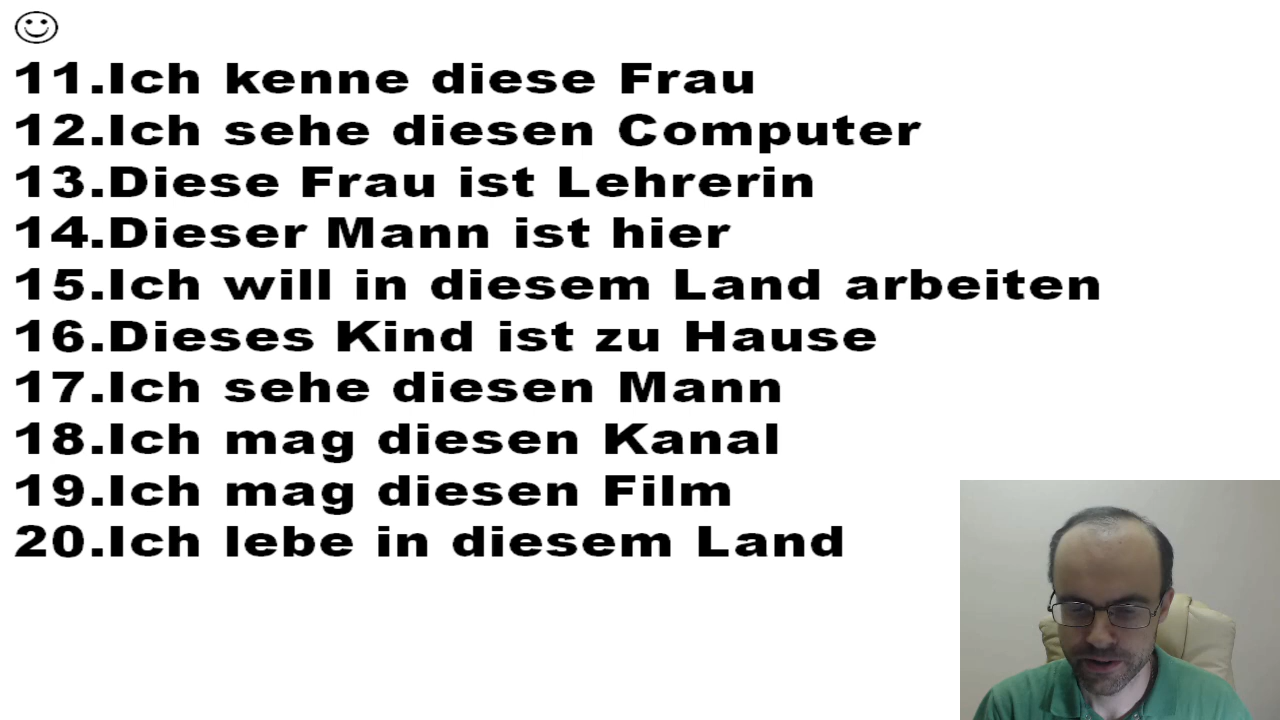 11.Ich kenne diese Frau
12.Ich sehe diesen Computer
13.Diese Frau ist Lehrerin
14.Dieser Mann ist hier
15.Ich will in diesem Land arbeiten
16.Dieses Kind ist zu Hause
17.Ich sehe diesen Mann
18.Ich mag diesen Kanal
19.Ich mag diesen Film
20.Ich lebe in diesem Land